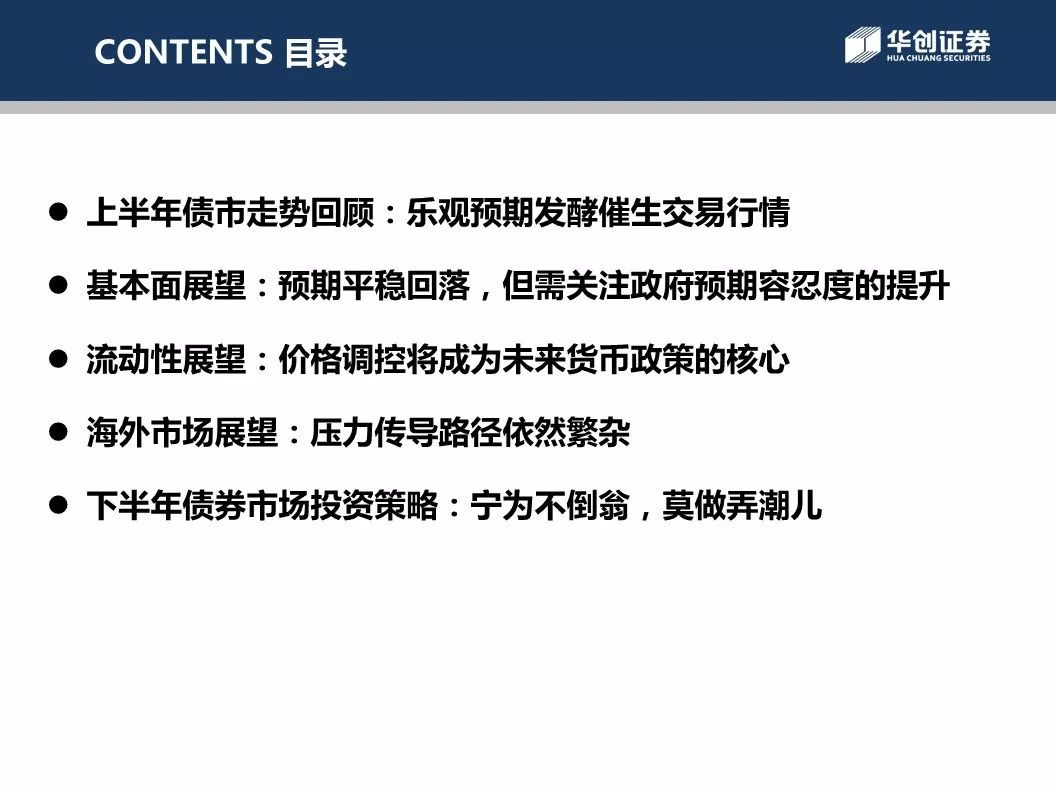 CONTENTS 目录
华创证券
HUA CHUANG SECURITIES
● 上半年债市走势回顾：乐观预期发酵催生交易行情
● 基本面展望：预期平稳回落，但需关注政府预期容忍度的提升
● 流动性展望：价格调控将成为未来货币政策的核心
● 海外市场展望：压力传导路径依然繁杂
● 下半年债券市场投资策略：宁为不倒翁，莫做弄潮儿